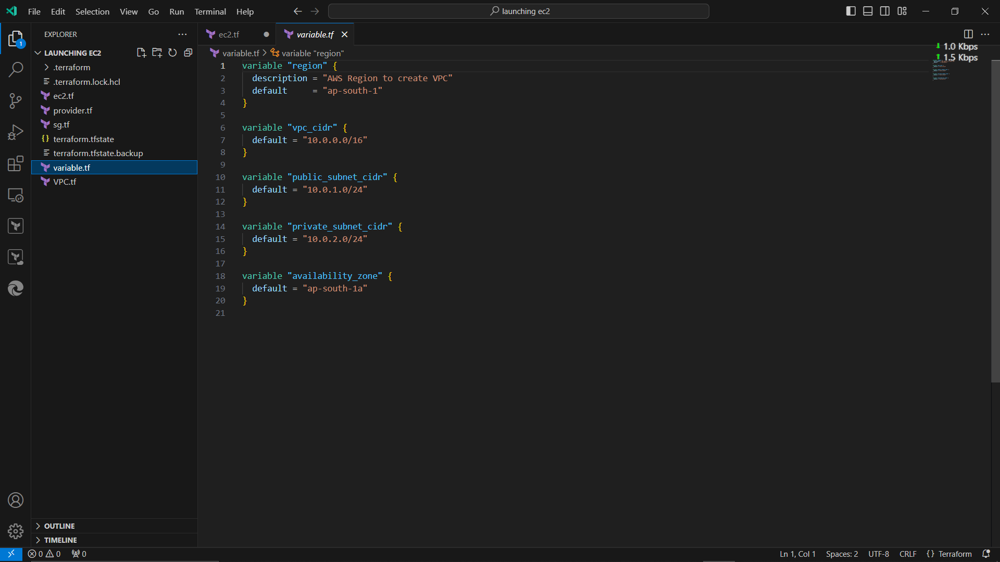 File Edit Selection View Go Run Terminal Help
launching ec2
EXPLORER
1
LAUNCHING EC2
.terraform
.terraform.lock.hcl
ec2.tf
provider.tf
sg.tf
terraform.tfstate
terraform.tfstate.backup
variable.tf
VPC.tf
OUTLINE
TIMELINE
ec2.tf
variable.tf
variable.tf > variable "region"
1.0 Kbps
1.5 Kbps
1 variable "region" {
2 description = "AWS Region to create VPC"
3 default     = "ap-south-1"
4 }
5
6 variable "vpc_cidr" {
7 default = "10.0.0.0/16"
8 }
9
10 variable "public_subnet_cidr" {
11 default = "10.0.1.0/24"
12 }
13
14 variable "private_subnet_cidr" {
15 default = "10.0.2.0/24"
16 }
17
18 variable "availability_zone" {
19 default = "ap-south-1a"
20 }
21
0 0 0
Ln 1, Col 1 Spaces: 2 UTF-8 CRLF {} Terraform